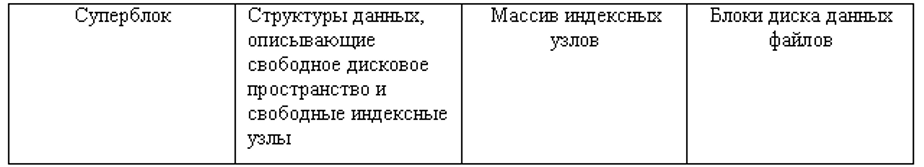 Суперблок
Структуры данных,
описывающие
свободное дисковое
пространство и
свободные индексные
узлы
Массив индексных
узлов
Блоки диска данных
файлов